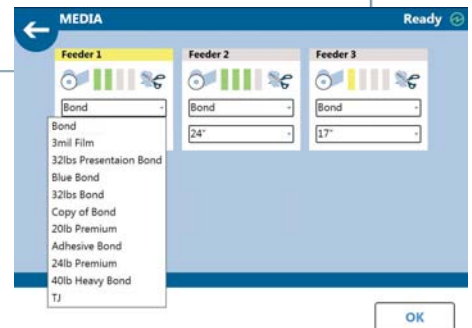 MEDIA
Ready
Feeder 1
Feeder 2
Feeder 3
Bond
Bond
Bond
24"
17"
Bond
3mil Film
32lbs Presentaion Bond
Blue Bond
32lbs Bond
Copy of Bond
20lb Premium
Adhesive Bond
24lb Premium
40lb Heavy Bond
TJ
OK